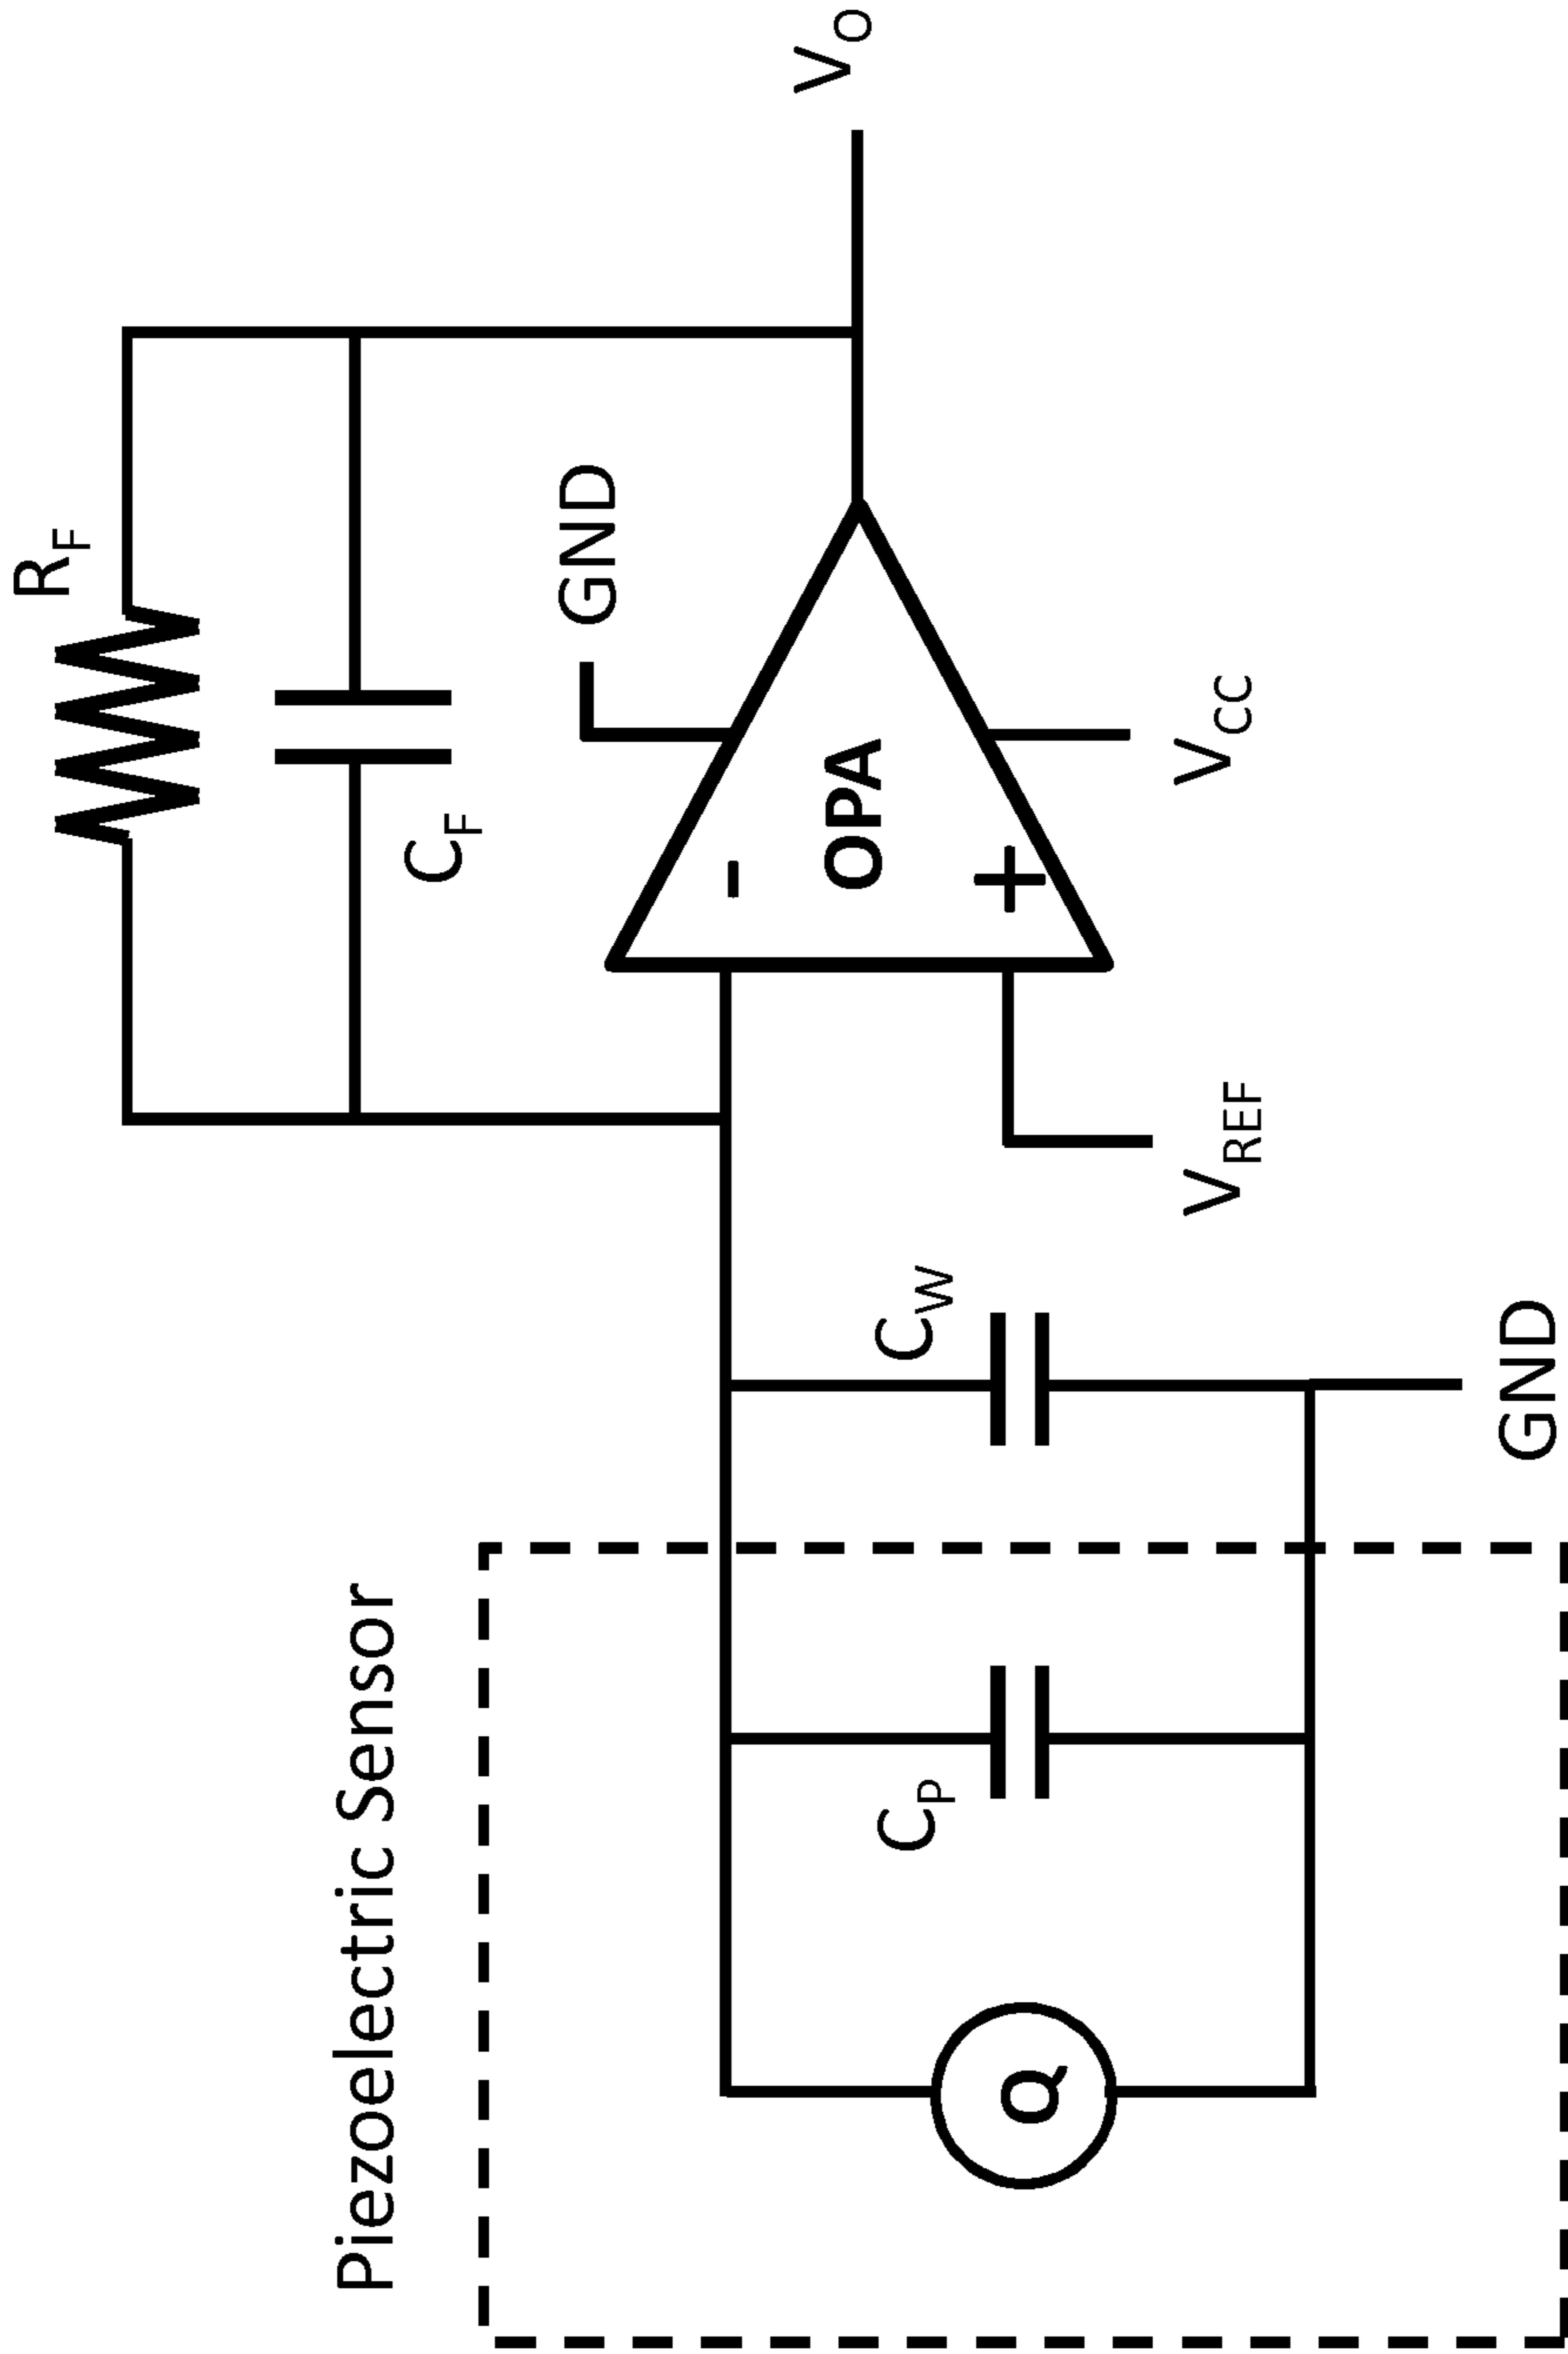 R_F
C_F
GND
Piezoelectric Sensor
-
OPA
V_O
C_P
C_W
Q
+
V_CC
V_REF
GND